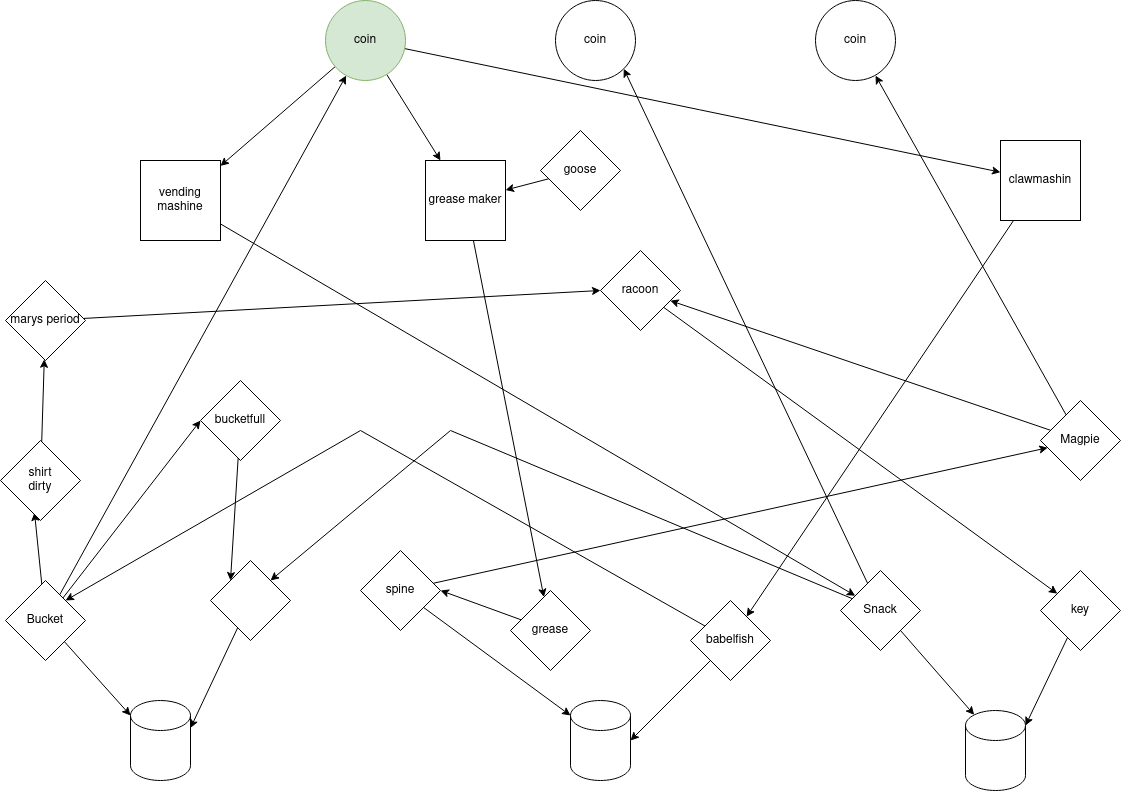 coin
coin
coin
vending
mashine
grease maker
goose
clawmashin
racoon
marys period
bucketfull
Magpie
shirt
dirty
spine
Bucket
grease
babelfish
Snack
key